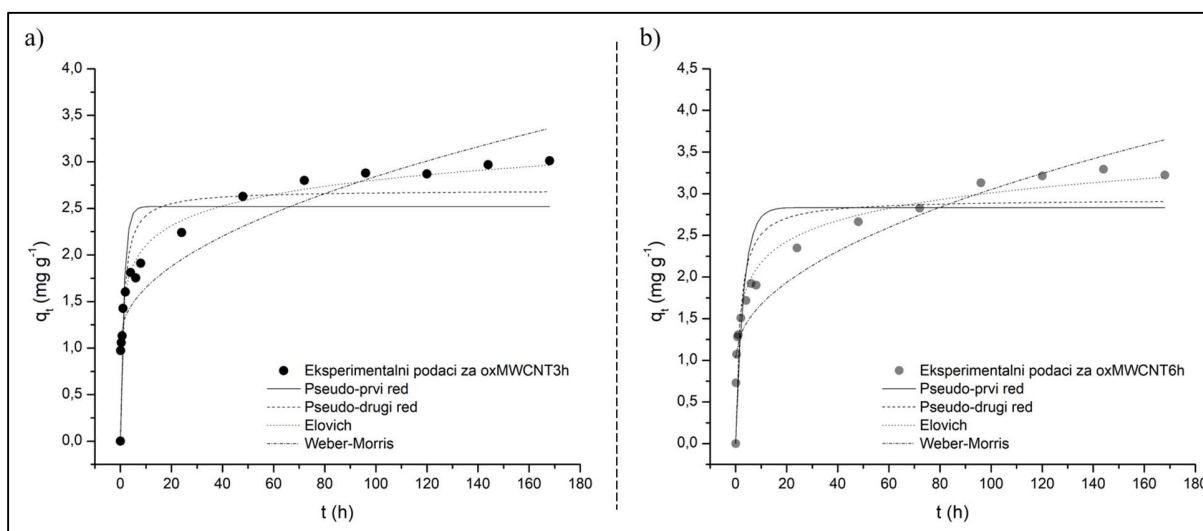 a)
4,0
3,5
3,0
2,5
2,0
1,5
1,0
0,5
0,0
qt (mg g-1)
0 20 40 60 80 100 120 140 160 180
t (h)
Eksperimentalni podaci za oxMWCNT3h
Pseudo-prvi red
Pseudo-drugi red
Elovich
Weber-Morris
b)
4,5
4,0
3,5
3,0
2,5
2,0
1,5
1,0
0,5
0,0
qt (mg g-1)
0 20 40 60 80 100 120 140 160 180
t (h)
Eksperimentalni podaci za oxMWCNT6h
Pseudo-prvi red
Pseudo-drugi red
Elovich
Weber-Morris